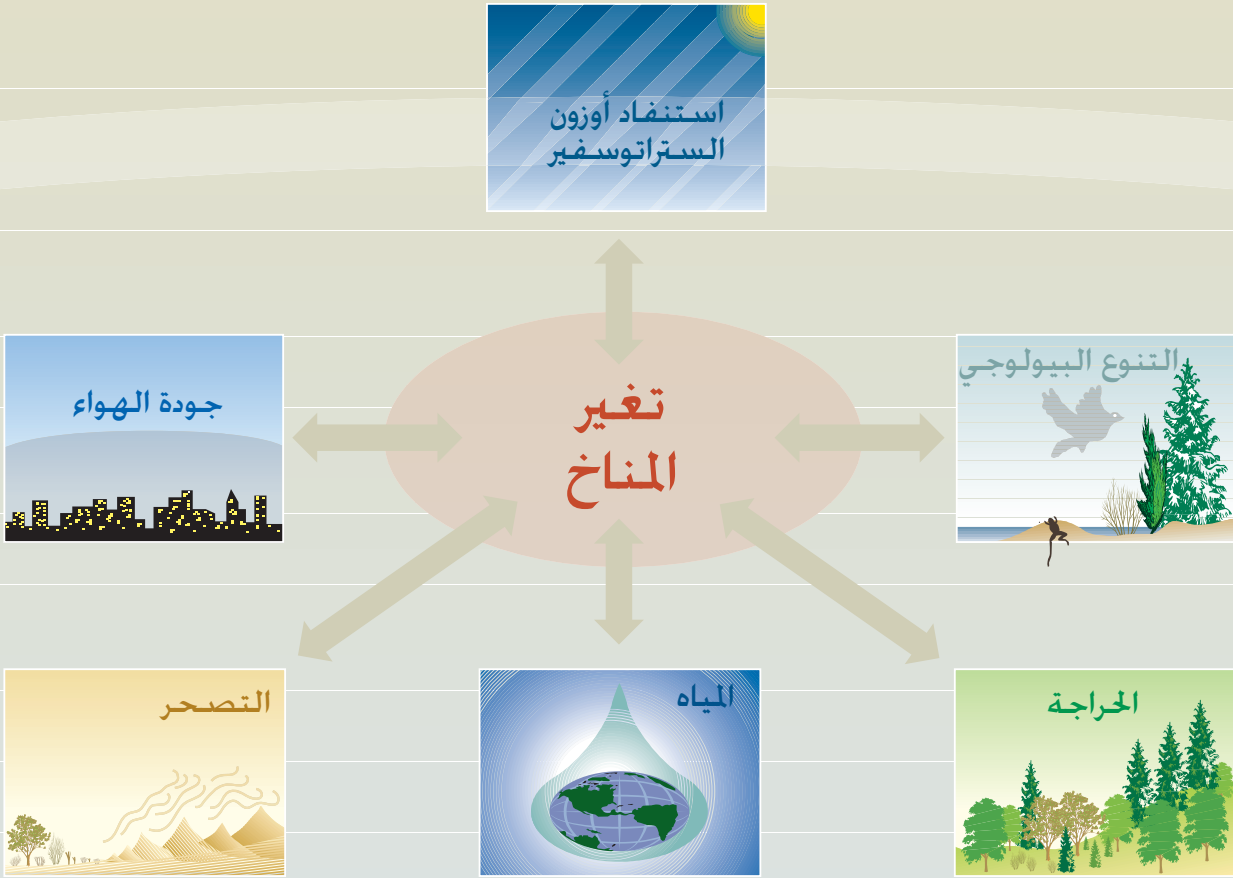 استنفاد أوزون
الستراتوسفير
التنوع البيولوجي
تغير
المناخ
جودة الهواء
الحراجة
المياه
التصحر